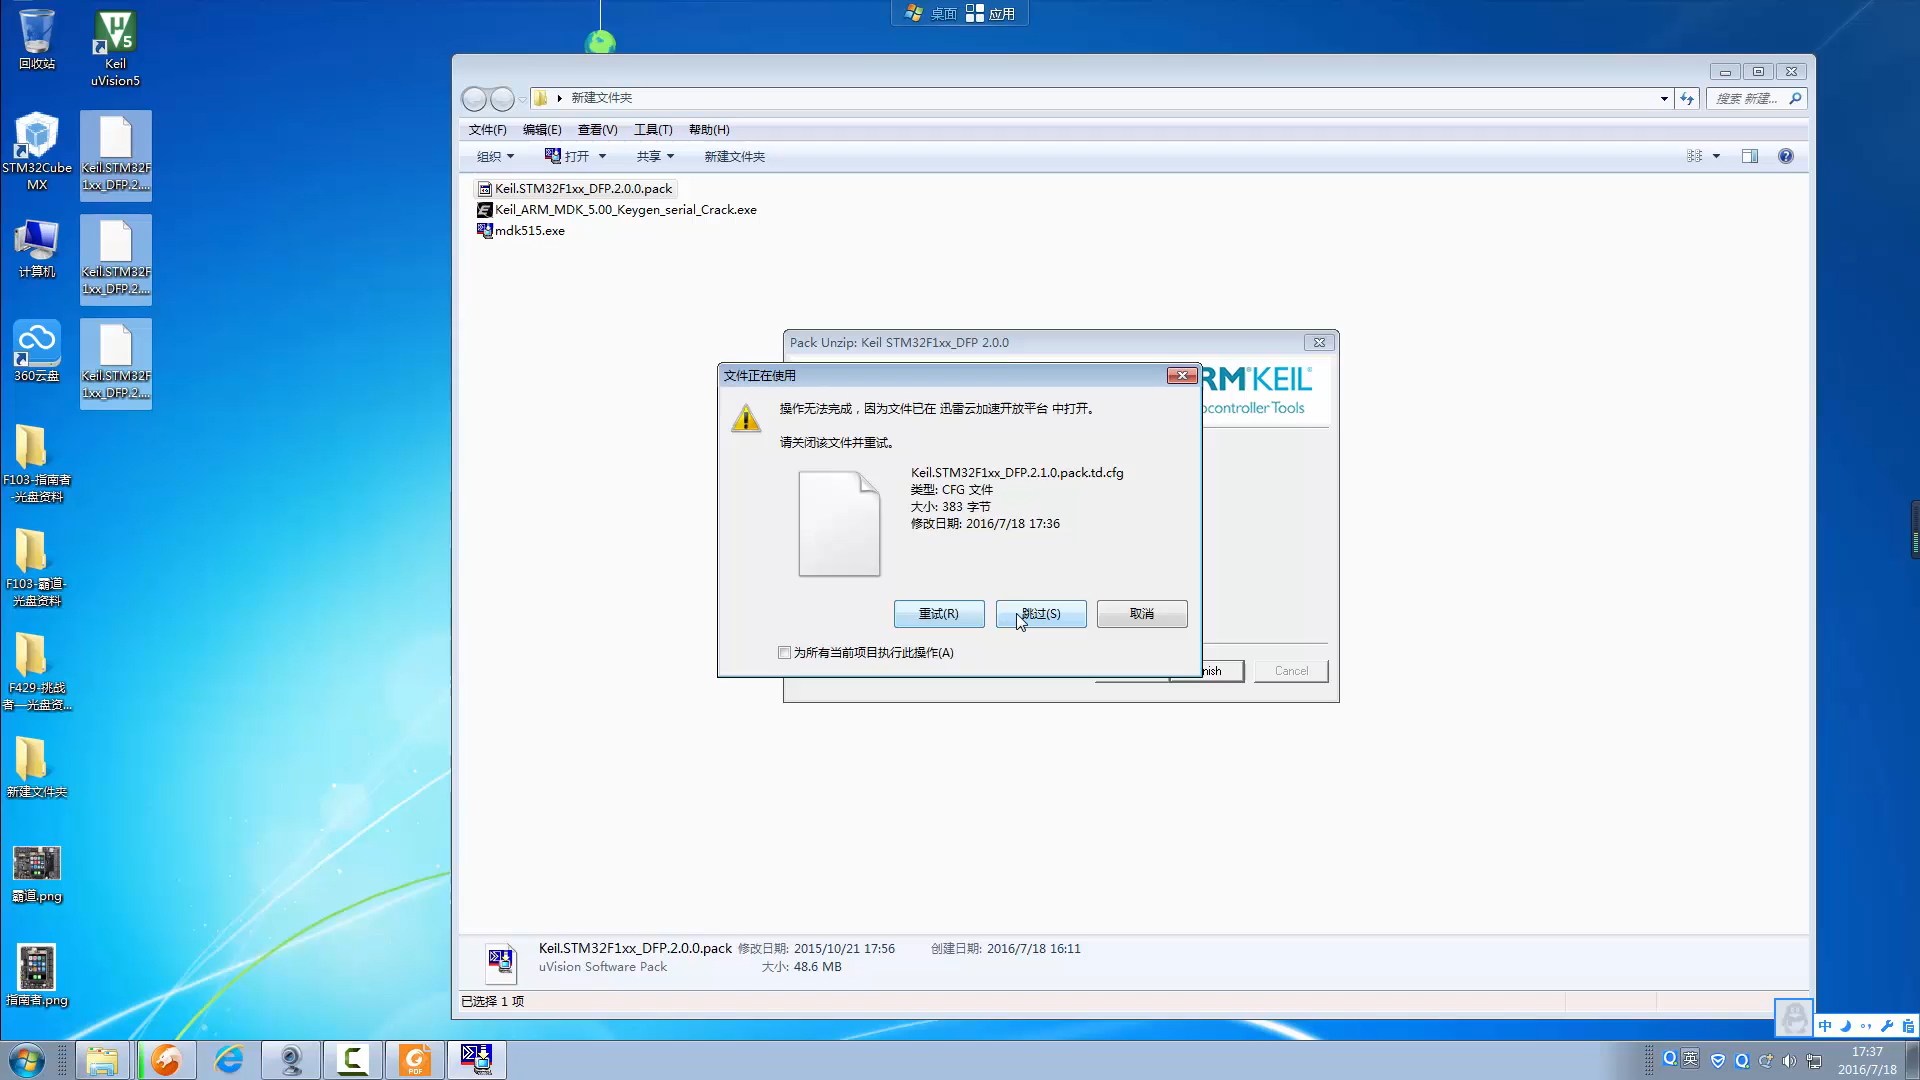 桌面
应用
回收站
Keil
uVision5
STM32Cube
MX
Keil.STM32F
1xx_DFP.2....
计算机
Keil.STM32F
1xx_DFP.2....
360云盘
Keil.STM32F
1xx_DFP.2....
F103-指南者
-光盘资料
F103-霸道-
光盘资料
F429-挑战
者—光盘资...
新建文件夹
霸道.png
指南者.png
新建文件夹
搜索 新建...
文件(F)
编辑(E)
查看(V)
工具(T)
帮助(H)
组织
打开
共享
新建文件夹
Keil.STM32F1xx_DFP.2.0.0.pack
Keil_ARM_MDK_5.00_Keygen_serial_Crack.exe
mdk515.exe
Pack Unzip: Keil STM32F1xx_DFP 2.0.0
RM®KEIL®
ocontroller Tools
nish
Cancel
文件正在使用
操作无法完成，因为文件已在 迅雷云加速开放平台 中打开。
请关闭该文件并重试。
Keil.STM32F1xx_DFP.2.1.0.pack.td.cfg
类型: CFG 文件
大小: 383 字节
修改日期: 2016/7/18 17:36
重试(R)
跳过(S)
取消
为所有当前项目执行此操作(A)
Keil.STM32F1xx_DFP.2.0.0.pack 修改日期: 2015/10/21 17:56 创建日期: 2016/7/18 16:11
uVision Software Pack 大小: 48.6 MB
已选择 1 项
中
英
PDF
17:37
2016/7/18